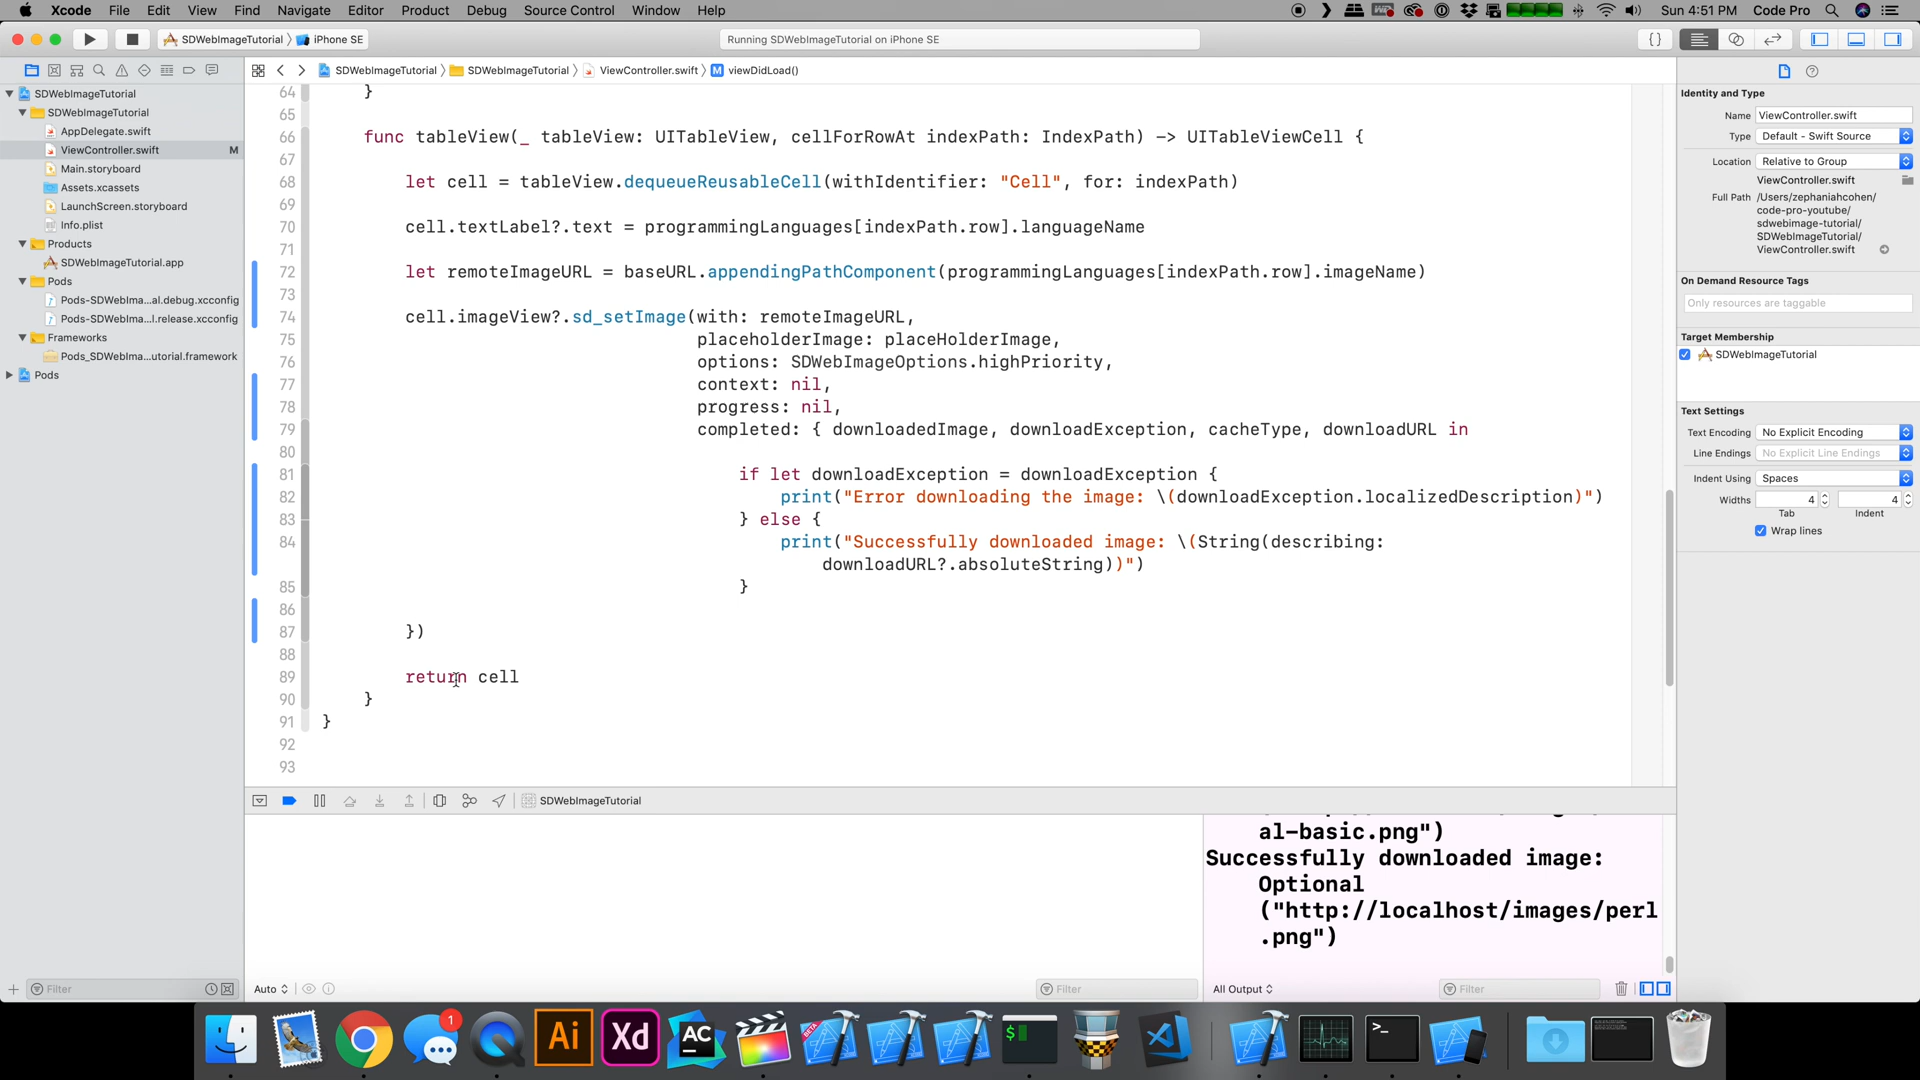 Xcode File Edit View Find Navigate Editor Product Debug Source Control Window Help Sun 4:51 PM Code Pro
SDWebImageTutorial iPhone SE Running SDWebImageTutorial on iPhone SE { }
SDWebImageTutorial SDWebImageTutorial ViewController.swift M viewDidLoad()
SDWebImageTutorial
SDWebImageTutorial
AppDelegate.swift
ViewController.swift M
Main.storyboard
Assets.xcassets
LaunchScreen.storyboard
Info.plist
Products
SDWebImageTutorial.app
Pods
Pods-SDWebIma...al.debug.xcconfig
Pods-SDWebIma...l.release.xcconfig
Frameworks
Pods_SDWebIma...utorial.framework
Pods
Filter
64 }
65
66 func tableView(_ tableView: UITableView, cellForRowAt indexPath: IndexPath) -> UITableViewCell {
67
68 let cell = tableView.dequeueReusableCell(withIdentifier: "Cell", for: indexPath)
69
70 cell.textLabel?.text = programmingLanguages[indexPath.row].languageName
71
72 let remoteImageURL = baseURL.appendingPathComponent(programmingLanguages[indexPath.row].imageName)
73
74 cell.imageView?.sd_setImage(with: remoteImageURL,
75 placeholderImage: placeHolderImage,
76 options: SDWebImageOptions.highPriority,
77 context: nil,
78 progress: nil,
79 completed: { downloadedImage, downloadException, cacheType, downloadURL in
80
81 if let downloadException = downloadException {
82 print("Error downloading the image: \(downloadException.localizedDescription)")
83 } else {
84 print("Successfully downloaded image: \(String(describing:
downloadURL?.absoluteString))")
85 }
86
87 })
88
89 return cell
90 }
91 }
92
93
SDWebImageTutorial
al-basic.png")
Successfully downloaded image:
Optional
("http://localhost/images/perl
.png")
Auto Filter All Output Filter
Identity and Type
Name ViewController.swift
Type Default - Swift Source
Location Relative to Group
ViewController.swift
Full Path /Users/zephaniahcohen/
code-pro-youtube/
sdwebimage-tutorial/
SDWebImageTutorial/
ViewController.swift
On Demand Resource Tags
Only resources are taggable
Target Membership
SDWebImageTutorial
Text Settings
Text Encoding No Explicit Encoding
Line Endings No Explicit Line Endings
Indent Using Spaces
Widths 4 4
Tab Indent
Wrap lines
1
Ai Xd AC BETA $ >_